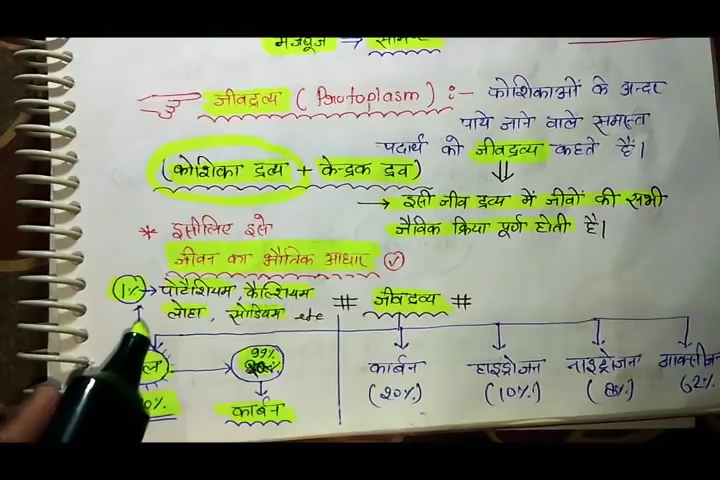 जीवद्रव्य (Protoplasm) :- कोशिकाओं के अन्दर
पाये जाने वाले समस्त
पदार्थ को जीवद्रव्य कहते हैं।
(कोशिका द्रव्य + केन्द्रक द्रव)
→ इसी जीव द्रव्य में जीवों की सभी
जैविक क्रिया पूर्ण होती है।
* इसीलिए इसे
जीवन का भौतिक आधार
1% → पोटैशियम, कैल्शियम
लोहा, सोडियम etc
# जीवद्रव्य #
99%
कार्बन
कार्बन
(20%)
हाइड्रोजन
(10%)
नाइट्रोजन
आक्सीजन
62%